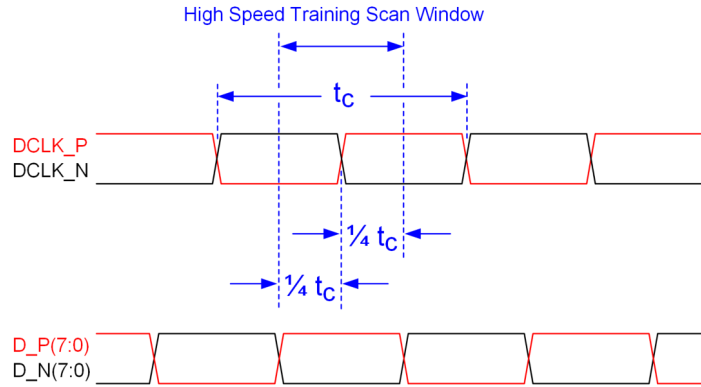 High Speed Training Scan Window
tc
DCLK_P
DCLK_N
¼ tc
¼ tc
D_P(7:0)
D_N(7:0)